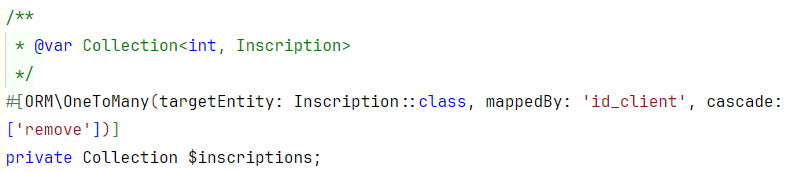 /**
 * @var Collection<int, Inscription>
 */
#[ORM\OneToMany(targetEntity: Inscription::class, mappedBy: 'id_client', cascade:
['remove'])]
private Collection $inscriptions;